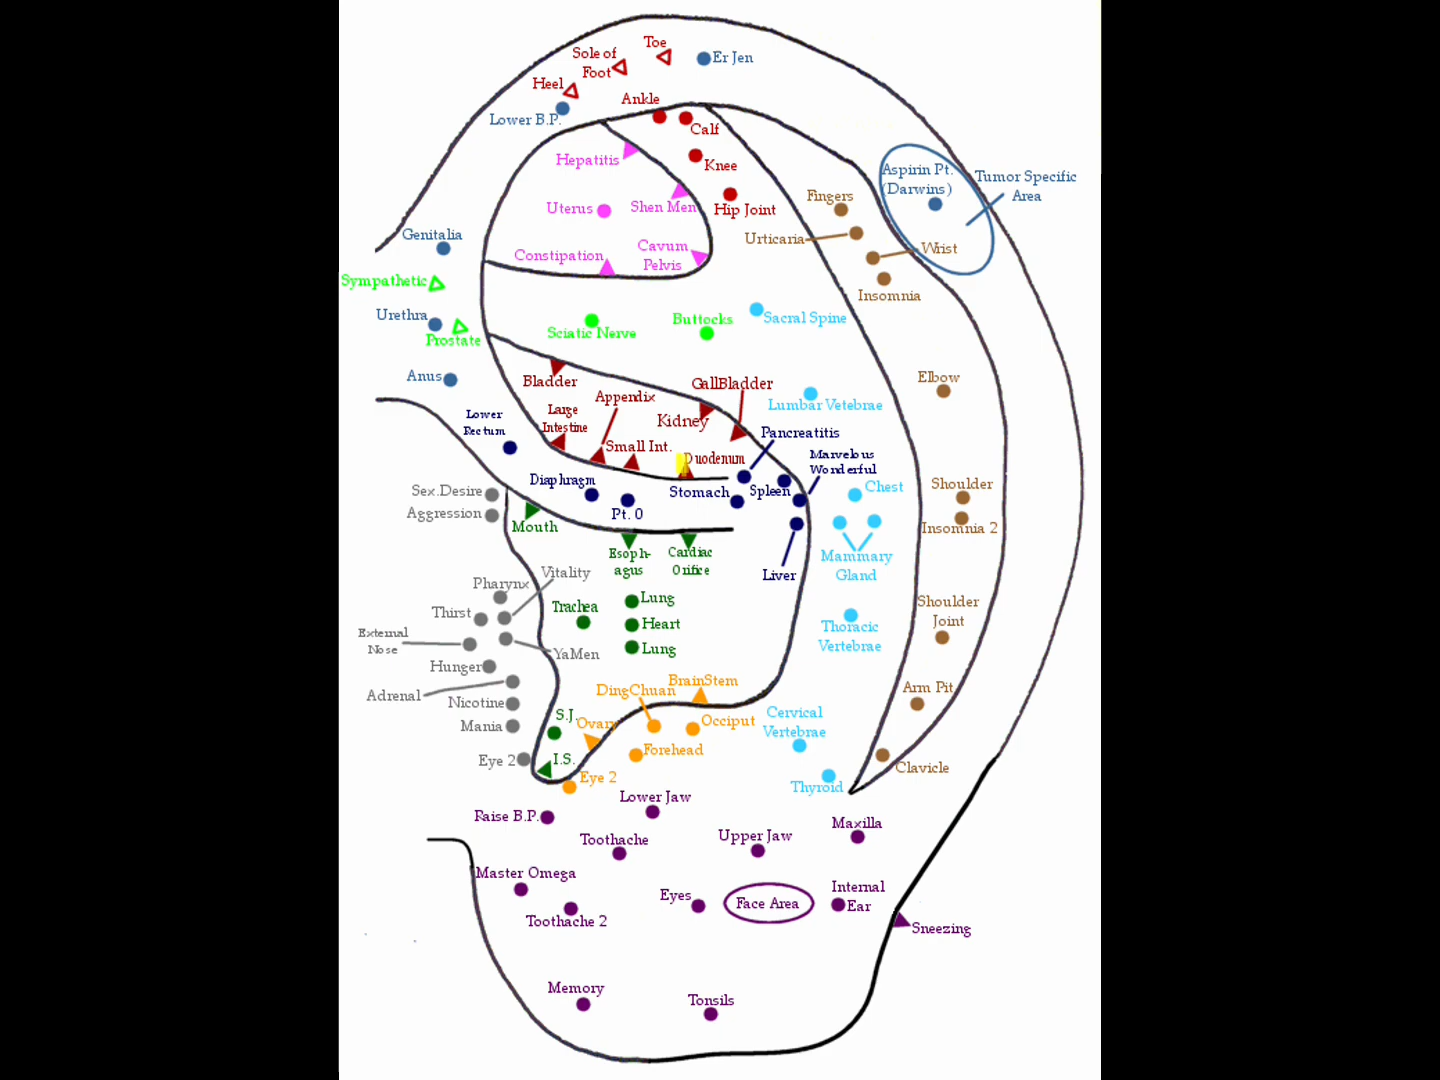 Toe
Sole of
Foot
Er Jen
Heel
Ankle
Lower B.P.
Calf
Hepatitis
Knee
Aspirin Pt.
(Darwins)
Tumor Specific
Area
Fingers
Uterus
Shen Men
Hip Joint
Genitalia
Urticaria
Wrist
Constipation
Cavum
Pelvis
Sympathetic
Insomnia
Urethra
Prostate
Sciatic Nerve
Buttocks
Sacral Spine
Anus
Bladder
GallBladder
Elbow
Appendix
Lumbar Vetebrae
Lower
Rectum
Large
Intestine
Kidney
Pancreatitis
Small Int.
Duodenum
Marvelous
Wonderful
Diaphragm
Stomach
Spleen
Chest
Shoulder
Sex.Desire
Aggression
Mouth
Pt. 0
Insomnia 2
Esoph-
agus
Cardiac
Orifice
Liver
Mammary
Gland
Pharynx
Vitality
Thirst
Trachea
Lung
Heart
Lung
Shoulder
Joint
External
Nose
YaMen
Thoracic
Vertebrae
Hunger
Adrenal
Nicotine
DingChuan
BrainStem
Arm Pit
Mania
S.J.
Ovary
Occiput
Cervical
Vertebrae
Eye 2
I.S.
Forehead
Clavicle
Eye 2
Thyroid
Raise B.P.
Lower Jaw
Toothache
Upper Jaw
Maxilla
Master Omega
Toothache 2
Eyes
Face Area
Internal
Ear
Sneezing
Memory
Tonsils